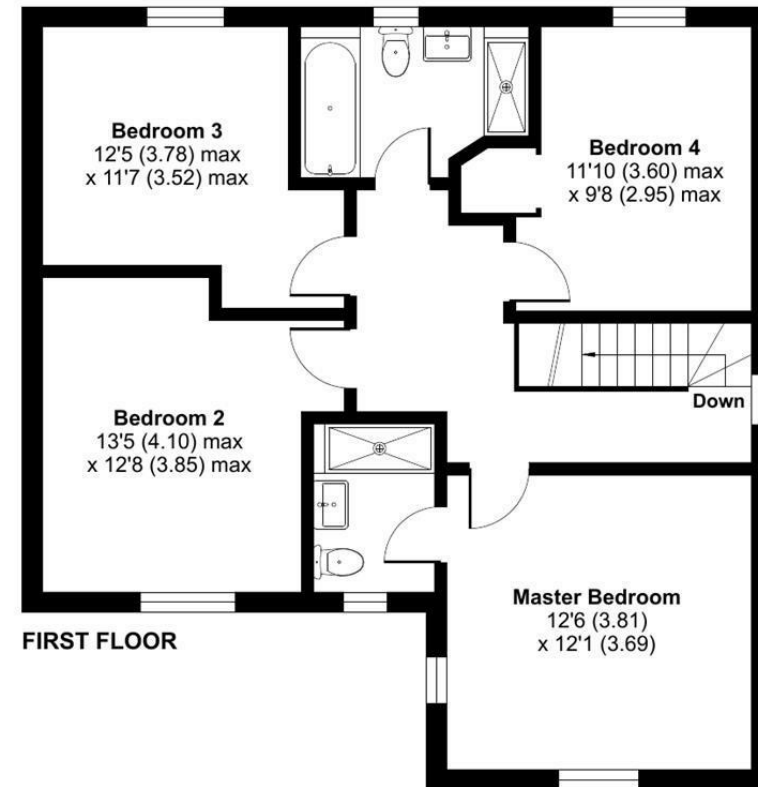 Bedroom 3
12'5 (3.78) max
x 11'7 (3.52) max
Bedroom 4
11'10 (3.60) max
x 9'8 (2.95) max
Down
Bedroom 2
13'5 (4.10) max
x 12'8 (3.85) max
Master Bedroom
12'6 (3.81)
x 12'1 (3.69)
FIRST FLOOR